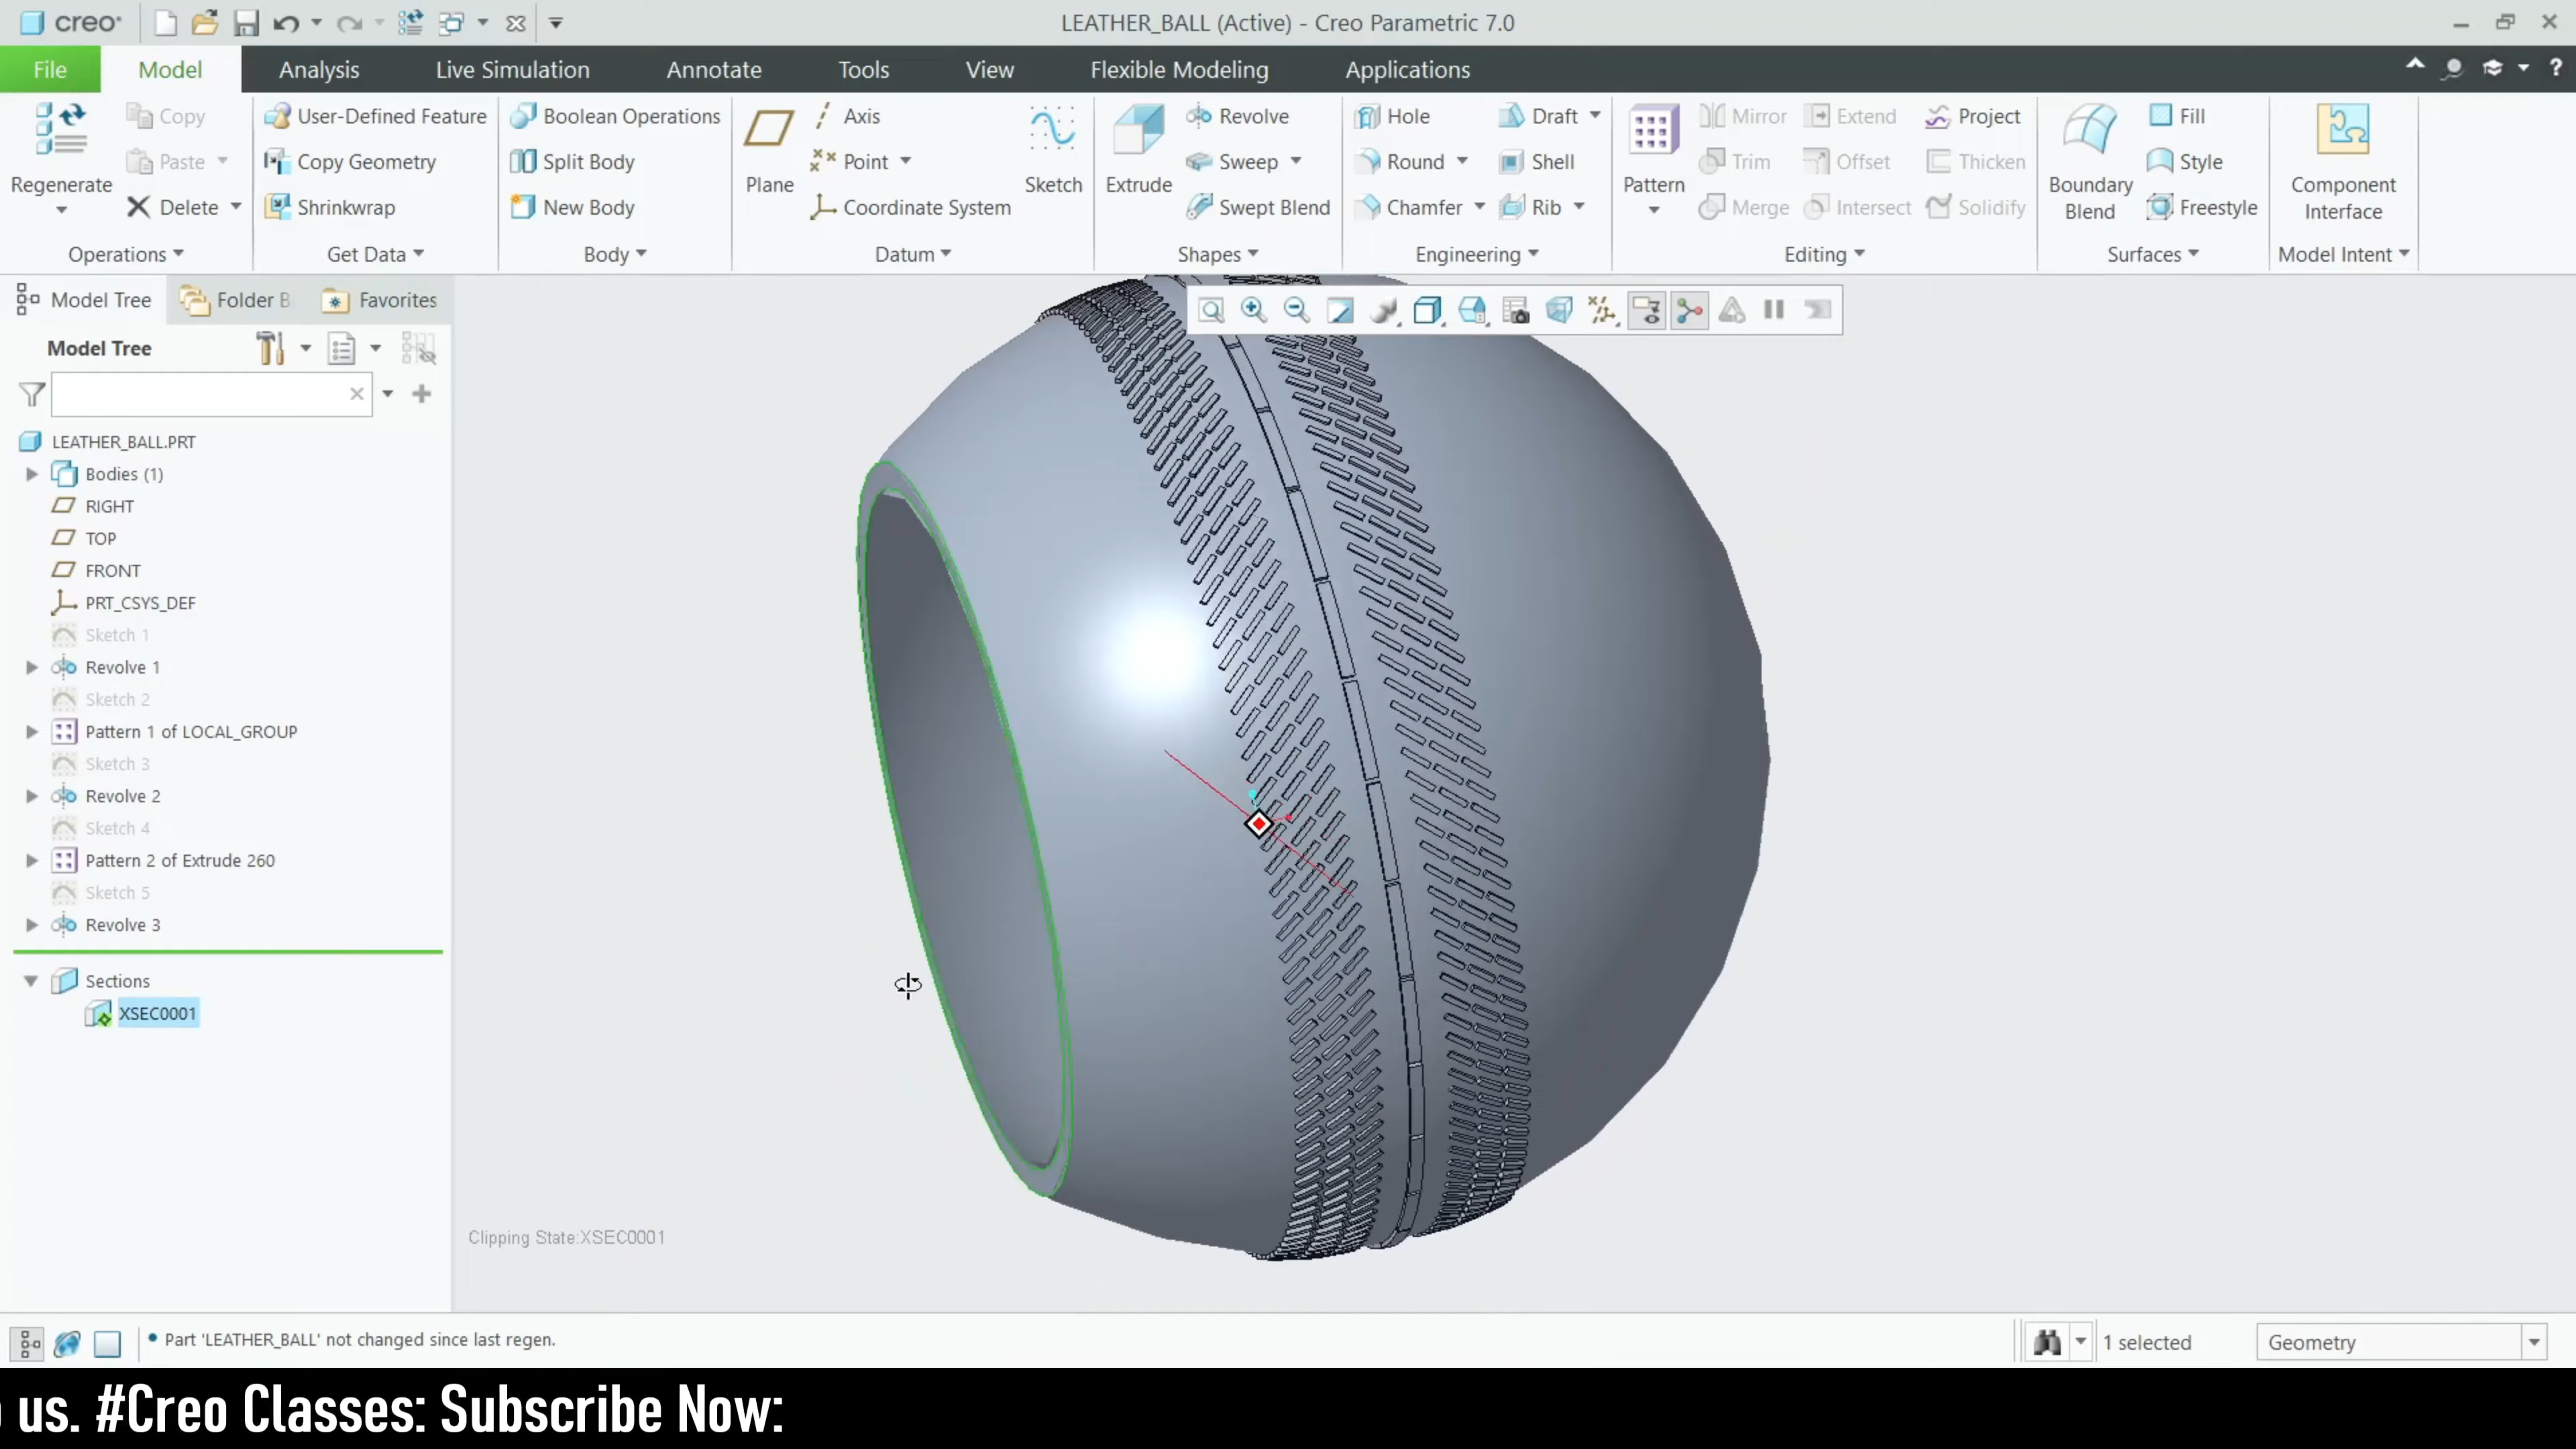 creo
LEATHER_BALL (Active) - Creo Parametric 7.0
File
Model
Analysis
Live Simulation
Annotate
Tools
View
Flexible Modeling
Applications
Regenerate
Copy
Paste
Delete
Operations
User-Defined Feature
Copy Geometry
Shrinkwrap
Get Data
Boolean Operations
Split Body
New Body
Body
Plane
Axis
Point
Coordinate System
Sketch
Datum
Extrude
Revolve
Sweep
Swept Blend
Shapes
Hole
Round
Chamfer
Draft
Shell
Rib
Engineering
Pattern
Mirror
Trim
Merge
Extend
Offset
Intersect
Project
Thicken
Solidify
Editing
Boundary
Blend
Fill
Style
Freestyle
Surfaces
Component
Interface
Model Intent
Model Tree
Folder B
Favorites
Model Tree
LEATHER_BALL.PRT
Bodies (1)
RIGHT
TOP
FRONT
PRT_CSYS_DEF
Sketch 1
Revolve 1
Sketch 2
Pattern 1 of LOCAL_GROUP
Sketch 3
Revolve 2
Sketch 4
Pattern 2 of Extrude 260
Sketch 5
Revolve 3
Sections
XSEC0001
Clipping State:XSEC0001
Part 'LEATHER_BALL' not changed since last regen.
1 selected
Geometry
us. #Creo Classes: Subscribe Now: